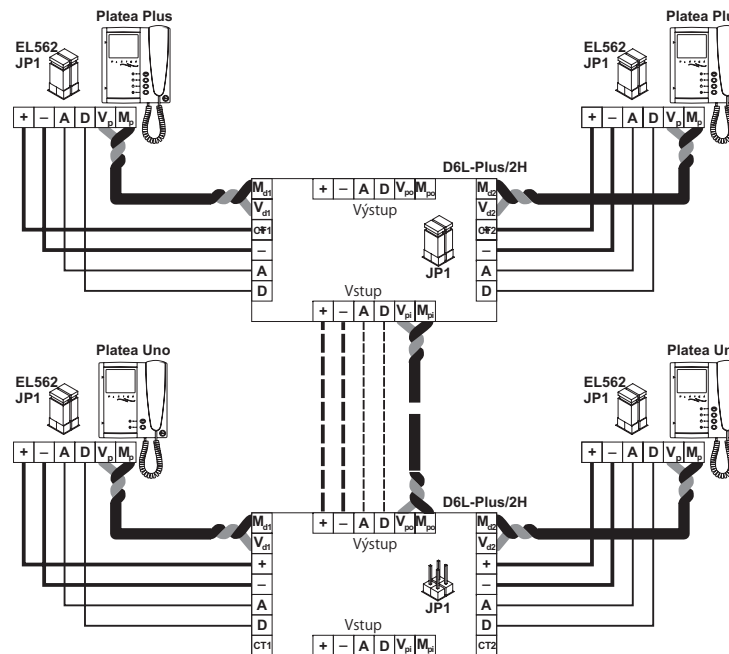 Platea Plus
EL562
JP1
+ – A D Vp Mp
Platea Plu
EL562
JP1
+ – A D Vp Mp
D6L-Plus/2H
Md1
Vd1
CT1
–
A
D
+ – A D Vpo Mpo
Výstup
JP1
Vstup
+ – A D Vpi Mpi
Md2
Vd2
CT2
–
A
D
Platea Uno
EL562
JP1
+ – A D Vp Mp
Platea Un
EL562
JP1
+ – A D Vp Mp
D6L-Plus/2H
Md1
Vd1
+
–
A
D
CT1
+ – A D Vpo Mpo
Výstup
JP1
Vstup
+ – A D Vpi Mpi
Md2
Vd2
+
–
A
D
CT2